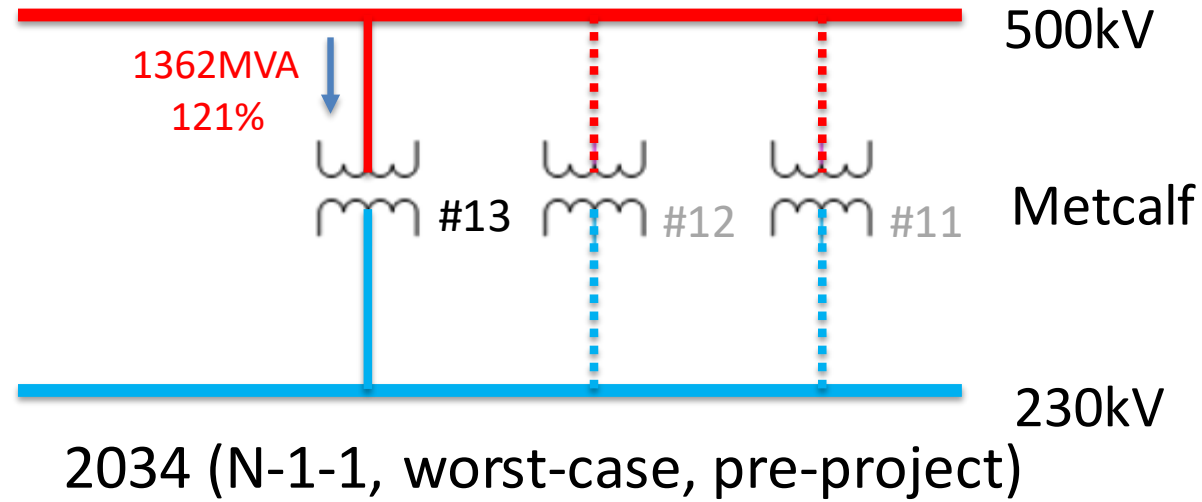 500kV
1362MVA
121%
#13
#12
#11
Metcalf
230kV
2034 (N-1-1, worst-case, pre-project)